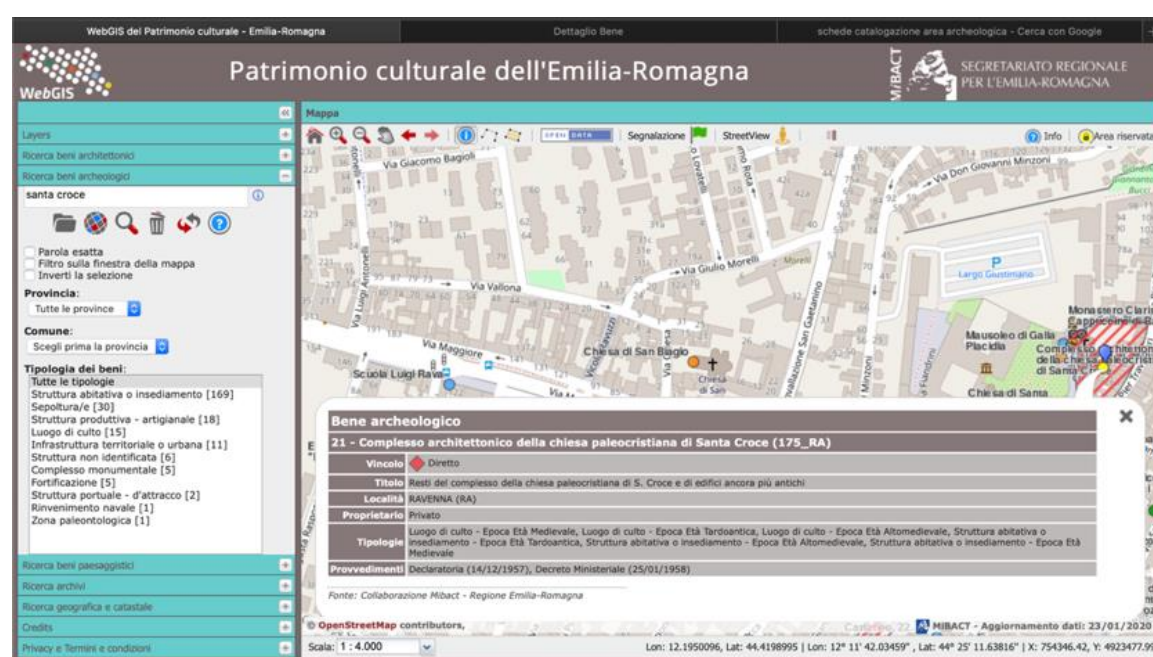 WebGIS del Patrimonio culturale - Emilia-Romagna
Dettaglio Bene
schede catalogazione area archeologica - Cerca con Google
WebGIS
Patrimonio culturale dell'Emilia-Romagna
MiBACT
SEGRETARIATO REGIONALE
PER L'EMILIA-ROMAGNA
Layers
Ricerca beni architettonici
Ricerca beni archeologici
santa croce
Parola esatta
Filtro sulla finestra della mappa
Inverti la selezione
Provincia:
Tutte le province
Comune:
Scegli prima la provincia
Tipologia dei beni:
Tutte le tipologie
Struttura abitativa o insediamento [169]
Sepoltura/e [30]
Struttura produttiva - artigianale [18]
Luogo di culto [15]
Infrastruttura territoriale o urbana [11]
Struttura non identificata [6]
Complesso monumentale [5]
Fortificazione [5]
Struttura portuale - d'attracco [2]
Rinvenimento navale [1]
Zona paleontologica [1]
Ricerca beni paesaggistici
Ricerca archivi
Ricerca geografica e catastale
Credits
Privacy e Termini e condizioni
Mappa
OPEN DATA
Segnalazione
StreetView
Info
Area riservata
Via Giacomo Bagioli
Via Don Giovanni Minzoni
Via Giulio Morelli
Morelli
P
Largo Giustiniano
Via Luigi Antonelli
Via Vallona
Via Maggiore
Scuola Luigi Rava
Chiesa di San Biagio
Chiesa
di San
Mausoleo di Galla
Placidia
Chiesa di Santa
Bene archeologico
21 - Complesso architettonico della chiesa paleocristiana di Santa Croce (175_RA)
Vincolo Diretto
Titolo Resti del complesso della chiesa paleocristiana di S. Croce e di edifici ancora più antichi
Località RAVENNA (RA)
Proprietario Privato
Tipologie Luogo di culto - Epoca Età Medievale, Luogo di culto - Epoca Età Tardoantica, Luogo di culto - Epoca Età Altomedievale, Struttura abitativa o
insediamento - Epoca Età Tardoantica, Struttura abitativa o insediamento - Epoca Età Altomedievale, Struttura abitativa o insediamento - Epoca Età
Medievale
Provvedimenti Declaratoria (14/12/1957), Decreto Ministeriale (25/01/1958)
Fonte: Collaborazione Mibact - Regione Emilia-Romagna
© OpenStreetMap contributors,
MIBACT - Aggiornamento dati: 23/01/2020
Scala: 1 : 4.000
Lon: 12.1950096, Lat: 44.4198995 | Lon: 12° 11' 42.03459" , Lat: 44° 25' 11.63816" | X: 754346.42, Y: 4923477.99